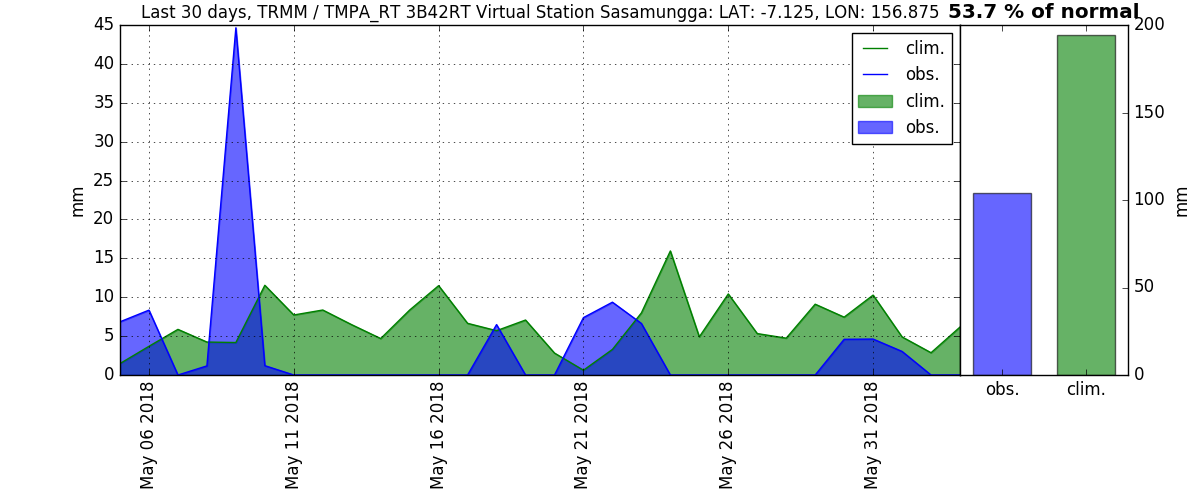 Last 30 days, TRMM / TMPA_RT 3B42RT Virtual Station Sasamungga: LAT: -7.125, LON: 156.875
53.7 % of normal
45
40
35
30
25
20
15
10
5
0
mm
clim.
obs.
clim.
obs.
May 06 2018
May 11 2018
May 16 2018
May 21 2018
May 26 2018
May 31 2018
200
150
100
50
0
mm
obs.
clim.